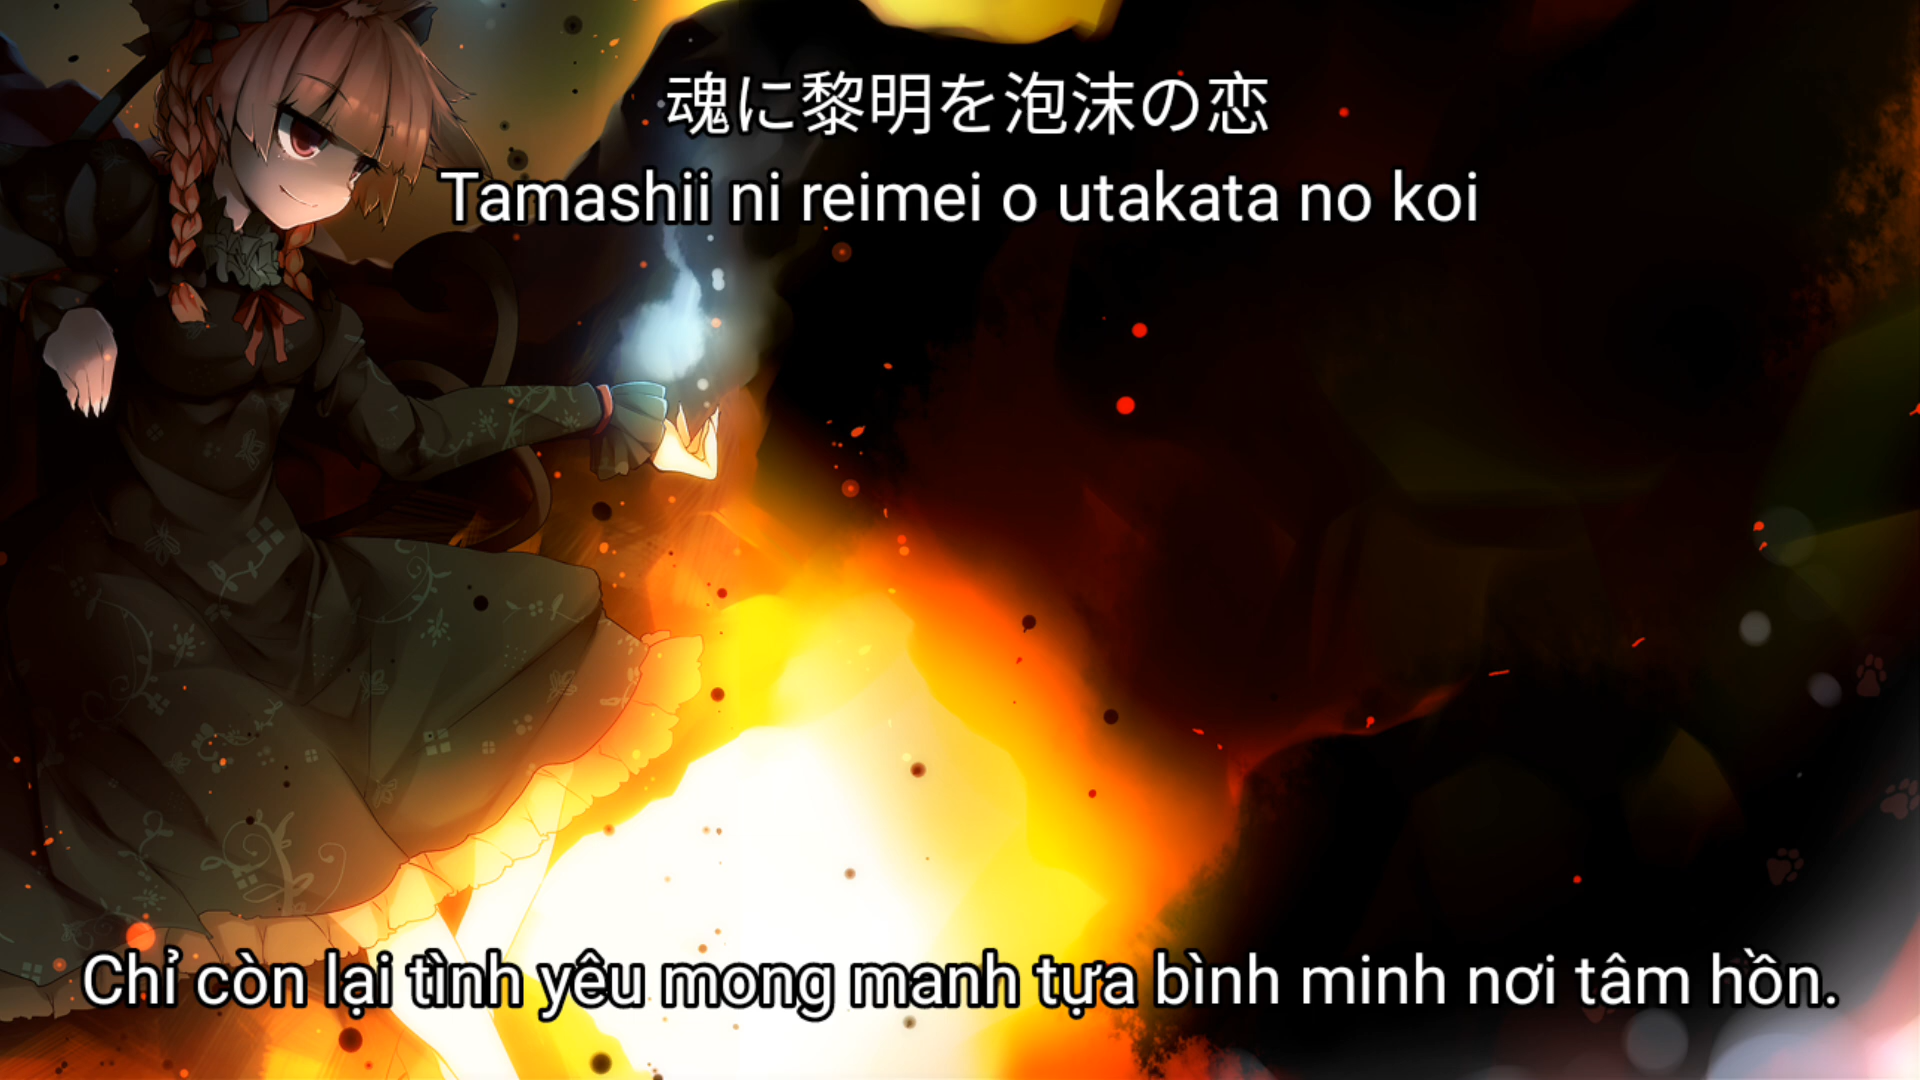 魂に黎明を泡沫の恋
Tamashii ni reimei o utakata no koi
Chỉ còn lại tình yêu mong manh tựa bình minh nơi tâm hồn.